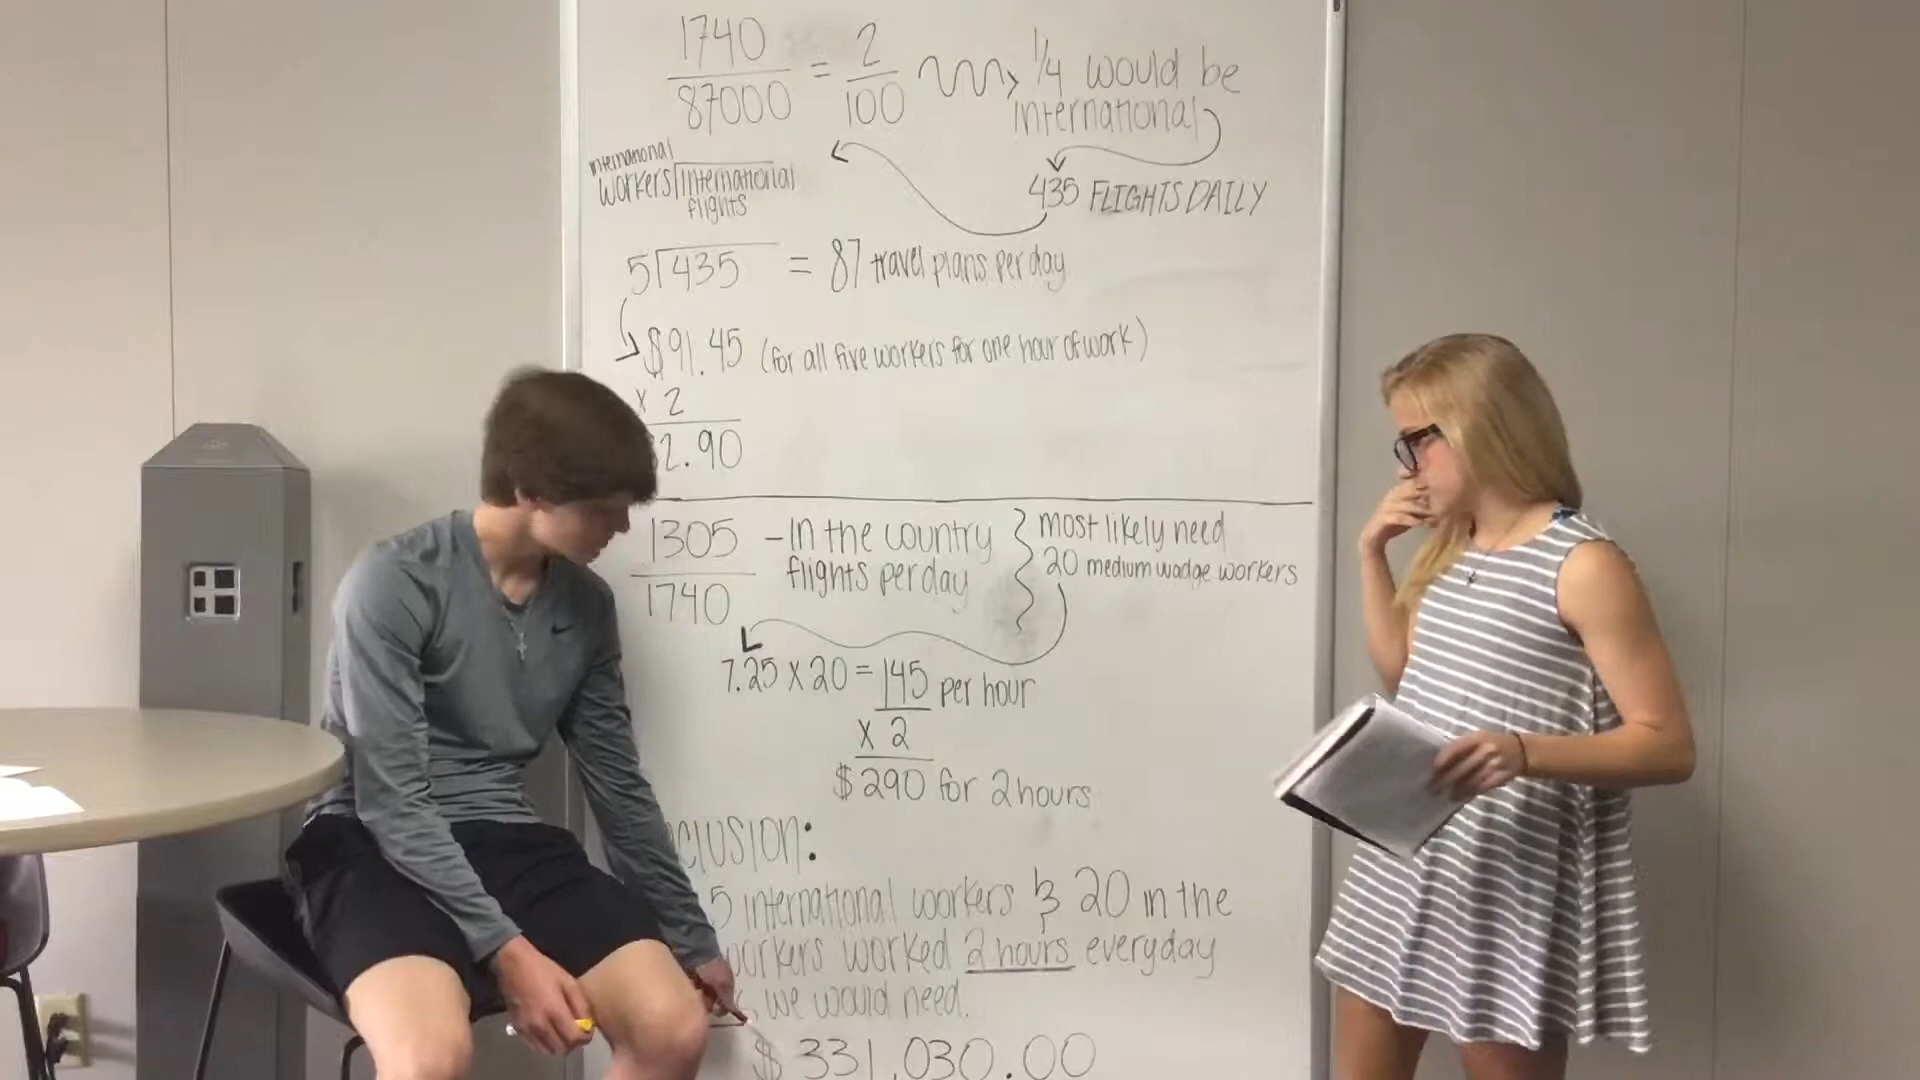 1740
87000
=
2
100
1/4 would be
international
435 FLIGHTS DAILY
international
workers
international
flights
5
435
= 87 travel plans per day
$91.45 (for all five workers for one hour of work)
x 2
2.90
1305
1740
- In the country
flights per day
most likely need
20 medium wadge workers
7.25 x 20 = 145 per hour
x 2
$290 for 2 hours
clusion:
5 international workers & 20 in the
workers worked 2 hours everyday
, we would need.
$331,030.00